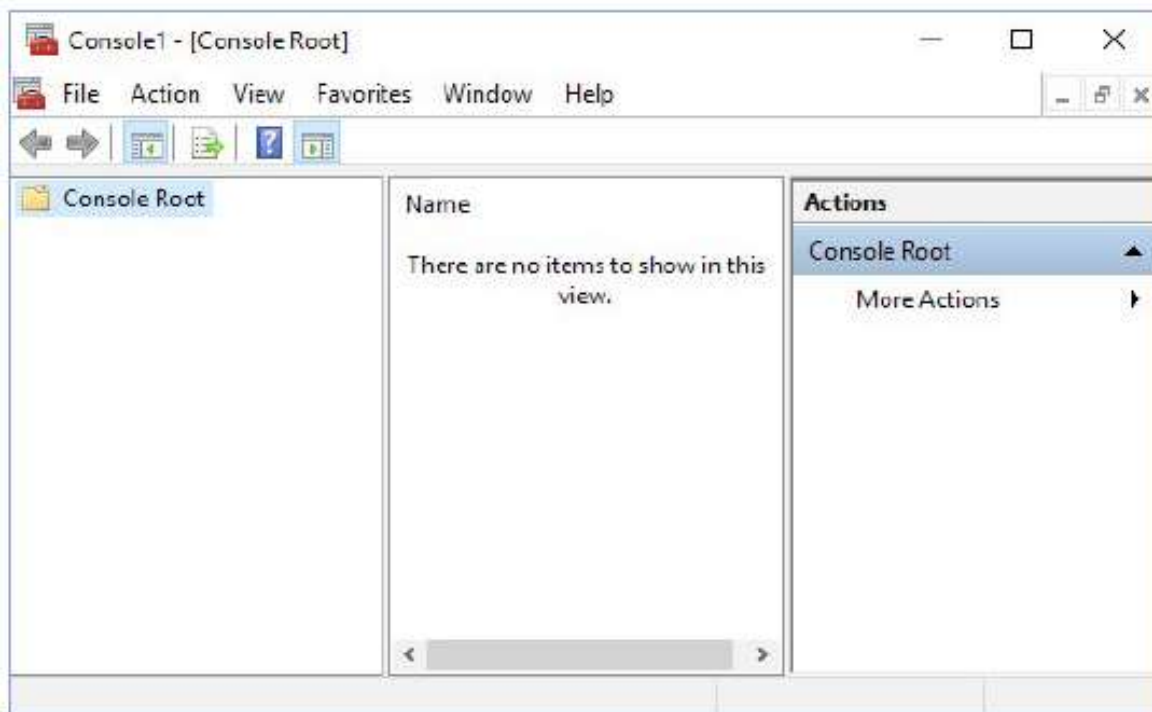 Console1 - [Console Root]
File Action View Favorites Window Help
Console Root
Name
There are no items to show in this
view.
Actions
Console Root
More Actions